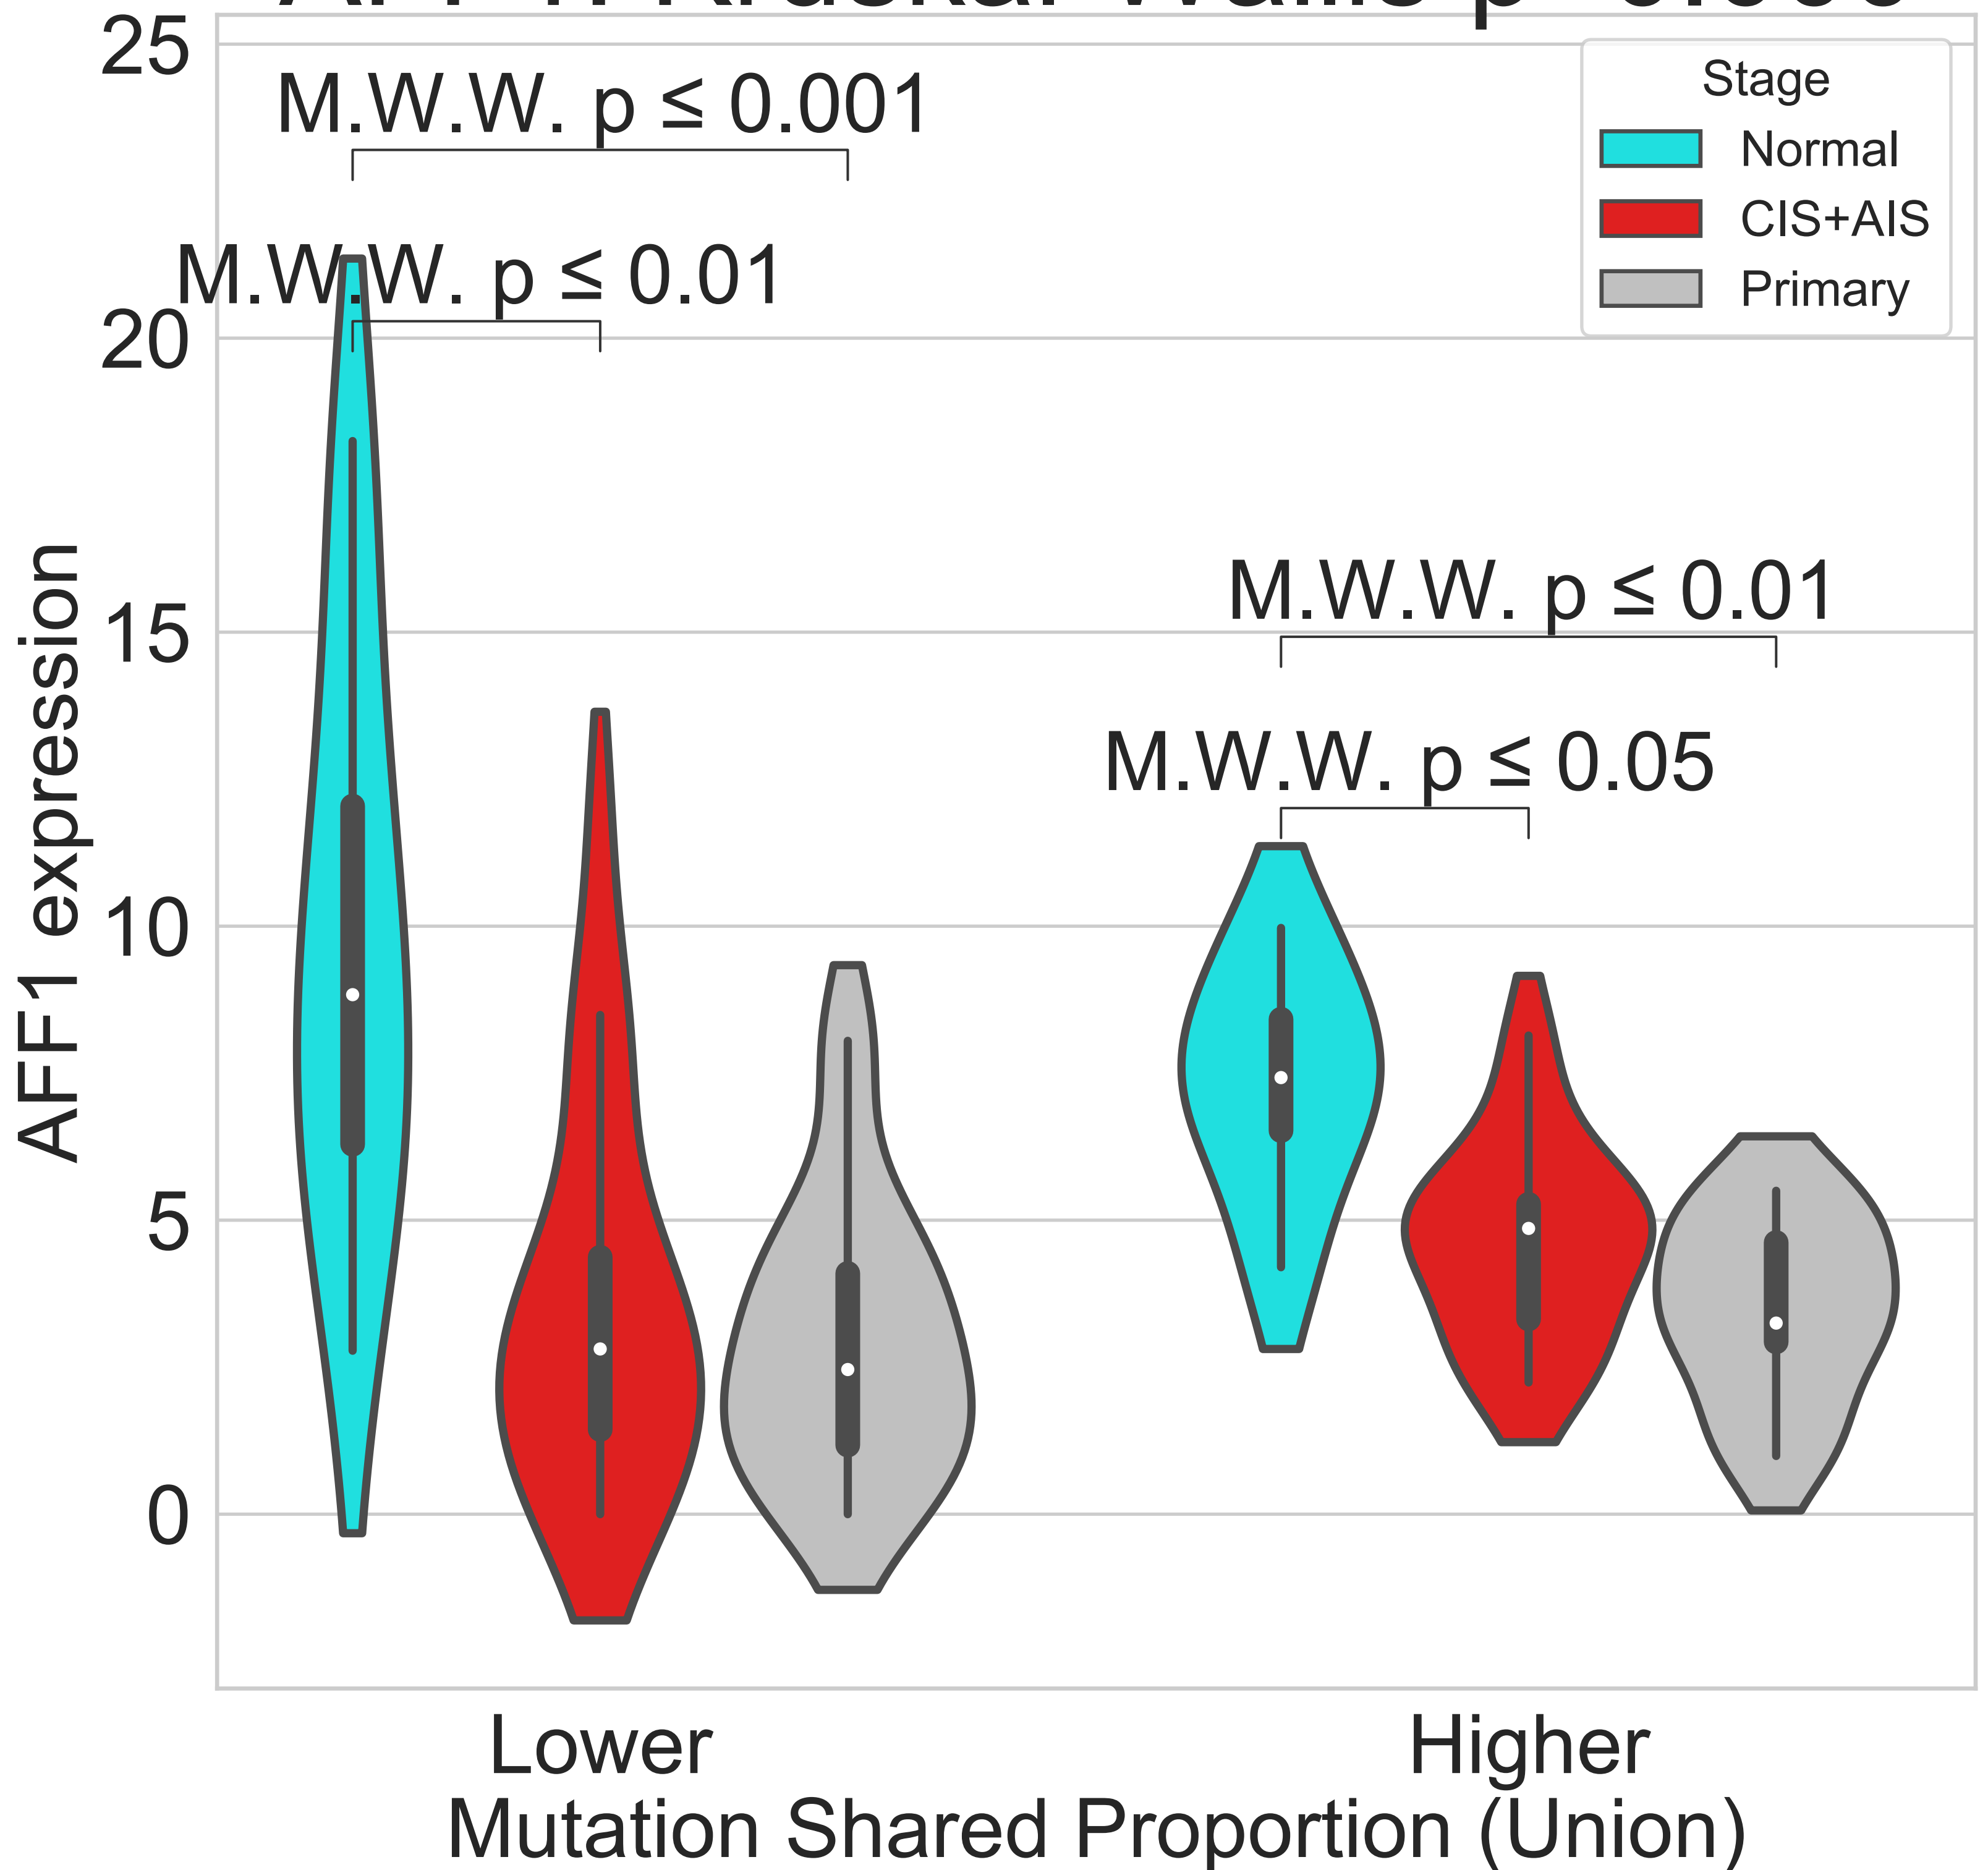 25
20
15
10
5
0
AFF1 expression
M.W.W. p ≤ 0.001
M.W.W. p ≤ 0.01
M.W.W. p ≤ 0.01
M.W.W. p ≤ 0.05
Stage
Normal
CIS+AIS
Primary
Lower
Higher
Mutation Shared Proportion (Union)